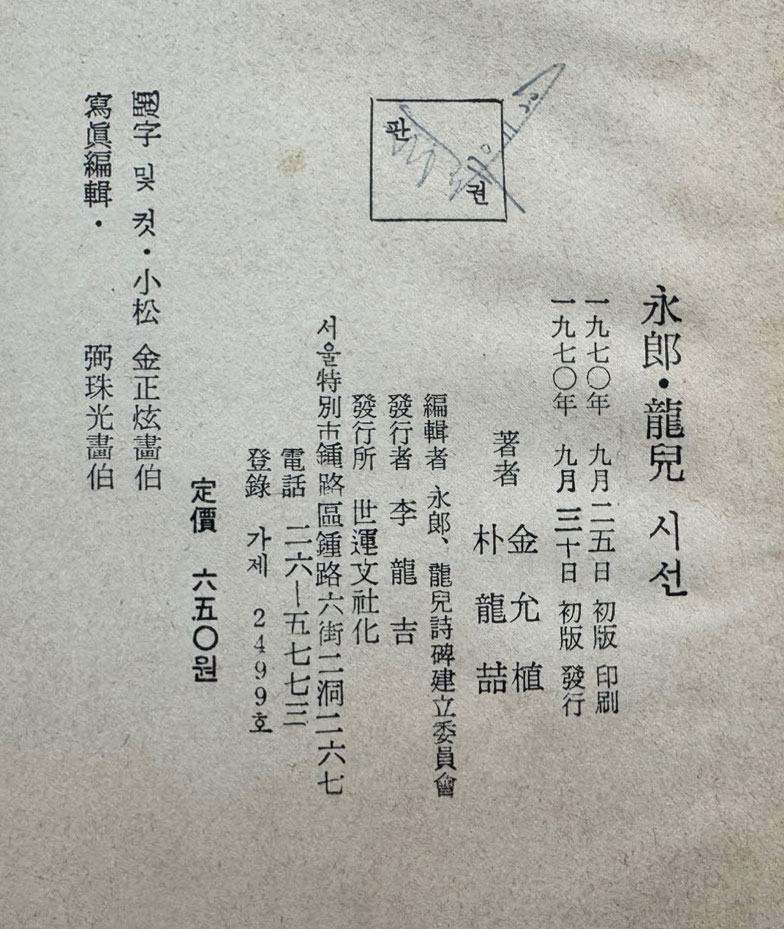 永郎·龍兒 시선
一九七〇年 九月 二五日 初版 印刷
一九七〇年 九月 三十日 初版 發行
著者 金允植
朴龍喆
編輯者 永郎、龍兒詩碑建立委員會
發行者 李龍吉
發行所 世運文社化
서울特別市鍾路區鍾路六街二洞二六七
電話 二六—五七七三
登錄 가제 2499호
定價 六五〇원
題字 및 컷·小松 金正炫畵伯
寫眞編輯· 弼珠光畵伯
판권